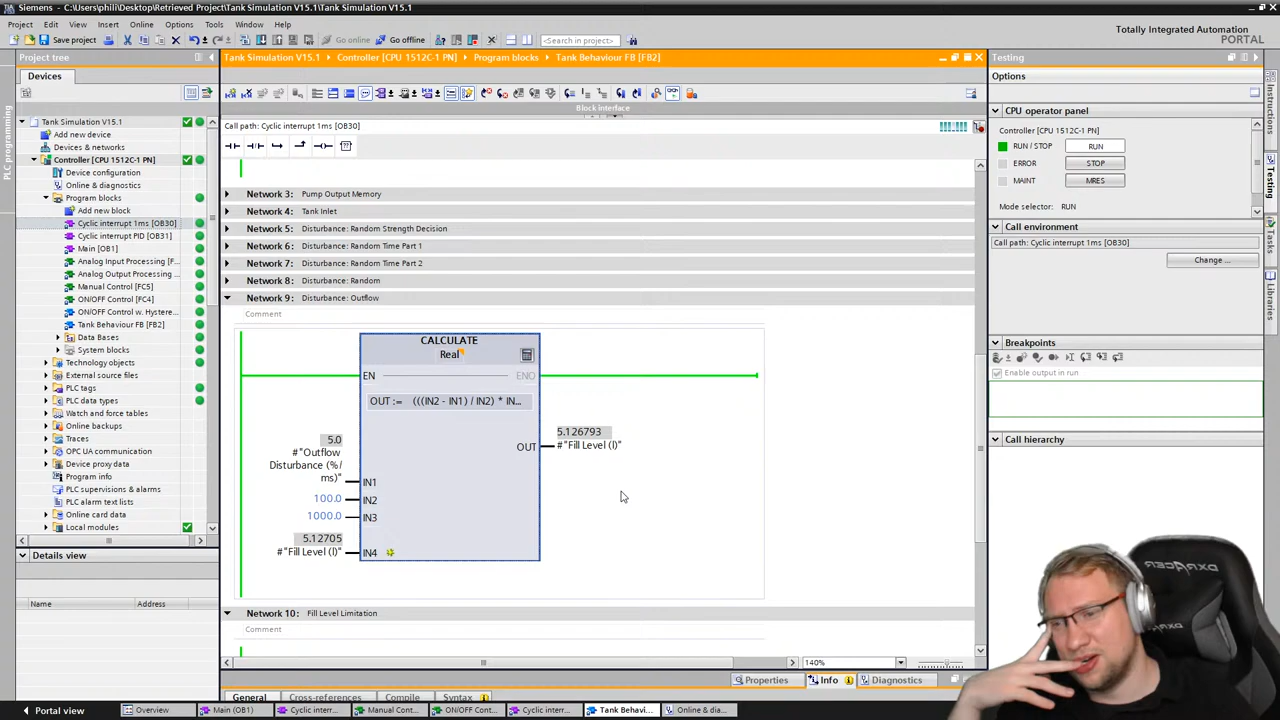 Siemens - C:\Users\phili\Desktop\Retrieved Project\Tank Simulation V15.1\Tank Simulation V15.1
Project Edit View Insert Online Options Tools Window Help
Totally Integrated Automation
PORTAL
Save project Go online Go offline <Search in project>
Project tree
Tank Simulation V15.1 Controller [CPU 1512C-1 PN] Program blocks Tank Behaviour FB [FB2]
Testing
Devices
Options
Block interface
CPU operator panel
Call path: Cyclic interrupt 1ms [OB30]
Controller [CPU 1512C-1 PN]
RUN / STOP RUN
ERROR STOP
MAINT MRES
Mode selector: RUN
Call environment
Call path: Cyclic interrupt 1ms [OB30]
Change ...
Breakpoints
Enable output in run
Call hierarchy
PLC programming
Instructions
Testing
Tasks
Libraries
Tank Simulation V15.1
Add new device
Devices & networks
Controller [CPU 1512C-1 PN]
Device configuration
Online & diagnostics
Program blocks
Add new block
Cyclic interrupt 1ms [OB30]
Cyclic interrupt PID [OB31]
Main [OB1]
Analog Input Processing [F...
Analog Output Processing ...
Manual Control [FC5]
ON/OFF Control [FC4]
ON/OFF Control w. Hystere...
Tank Behaviour FB [FB2]
Data Bases
System blocks
Technology objects
External source files
PLC tags
PLC data types
Watch and force tables
Online backups
Traces
OPC UA communication
Device proxy data
Program info
PLC supervisions & alarms
PLC alarm text lists
Online card data
Local modules
Details view
Name Address
Network 3: Pump Output Memory
Network 4: Tank Inlet
Network 5: Disturbance: Random Strength Decision
Network 6: Disturbance: Random Time Part 1
Network 7: Disturbance: Random Time Part 2
Network 8: Disturbance: Random
Network 9: Disturbance: Outflow
Comment
CALCULATE
Real
EN ENO
OUT := (((IN2 - IN1) / IN2) * IN...
5.126793
OUT #"Fill Level (l)"
5.0
#"Outflow
Disturbance (%/
ms)" IN1
100.0 IN2
1000.0 IN3
5.12705
#"Fill Level (l)" IN4
Network 10: Fill Level Limitation
Comment
140%
Properties Info Diagnostics
General Cross-references Compile Syntax
Portal view Overview Main (OB1) Cyclic interr... Manual Cont... ON/OFF Cont... Cyclic interr... Tank Behavi... Online & dia...
DXRACER